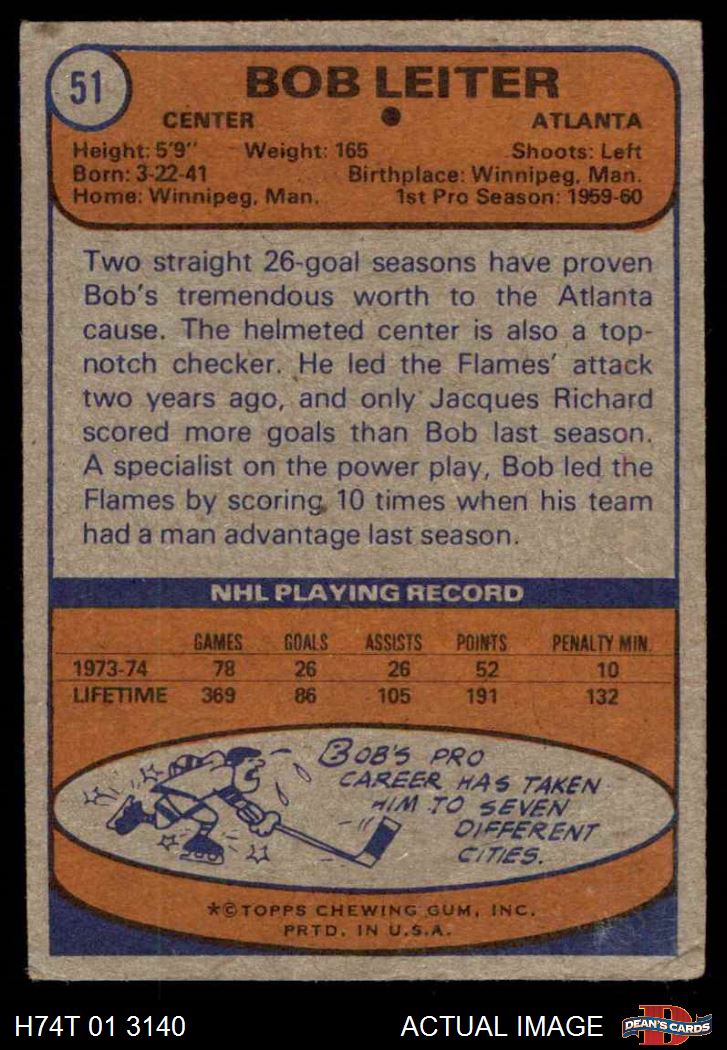 51
BOB LEITER
CENTER ATLANTA
Height: 5'9" Weight: 165 Shoots: Left
Born: 3-22-41 Birthplace: Winnipeg, Man.
Home: Winnipeg, Man. 1st Pro Season: 1959-60
Two straight 26-goal seasons have proven
Bob's tremendous worth to the Atlanta
cause. The helmeted center is also a top-
notch checker. He led the Flames' attack
two years ago, and only Jacques Richard
scored more goals than Bob last season.
A specialist on the power play, Bob led the
Flames by scoring 10 times when his team
had a man advantage last season.
NHL PLAYING RECORD
GAMES GOALS ASSISTS POINTS PENALTY MIN.
1973-74 78 26 26 52 10
LIFETIME 369 86 105 191 132
BOB'S PRO
CAREER HAS TAKEN
HIM TO SEVEN
DIFFERENT
CITIES.
*©TOPPS CHEWING GUM, INC.
PRTD. IN U.S.A.
H74T 01 3140 ACTUAL IMAGE D DEAN'S CARDS